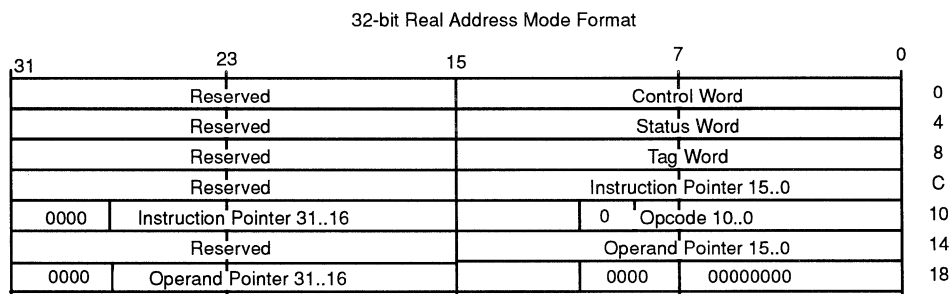 32-bit Real Address Mode Format
31 23 15 7 0
Reserved Control Word 0
Reserved Status Word 4
Reserved Tag Word 8
Reserved Instruction Pointer 15..0 C
0000 Instruction Pointer 31..16 0 Opcode 10..0 10
Reserved Operand Pointer 15..0 14
0000 Operand Pointer 31..16 0000 00000000 18